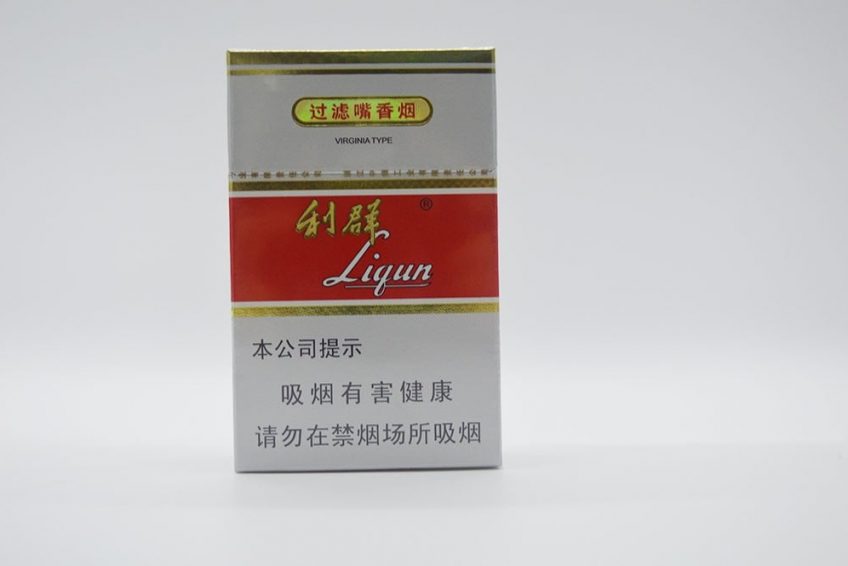 过滤嘴香烟
VIRGINIA TYPE
利群 ®
Liqun
本公司提示
吸烟有害健康
请勿在禁烟场所吸烟